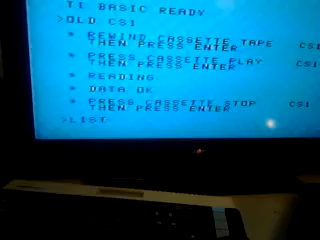 TI BASIC READY
>OLD CS1
* REWIND CASSETTE TAPE CS1
THEN PRESS ENTER
* PRESS CASSETTE PLAY CS1
THEN PRESS ENTER
* READING
* DATA OK
* PRESS CASSETTE STOP CS1
THEN PRESS ENTER
>LIST